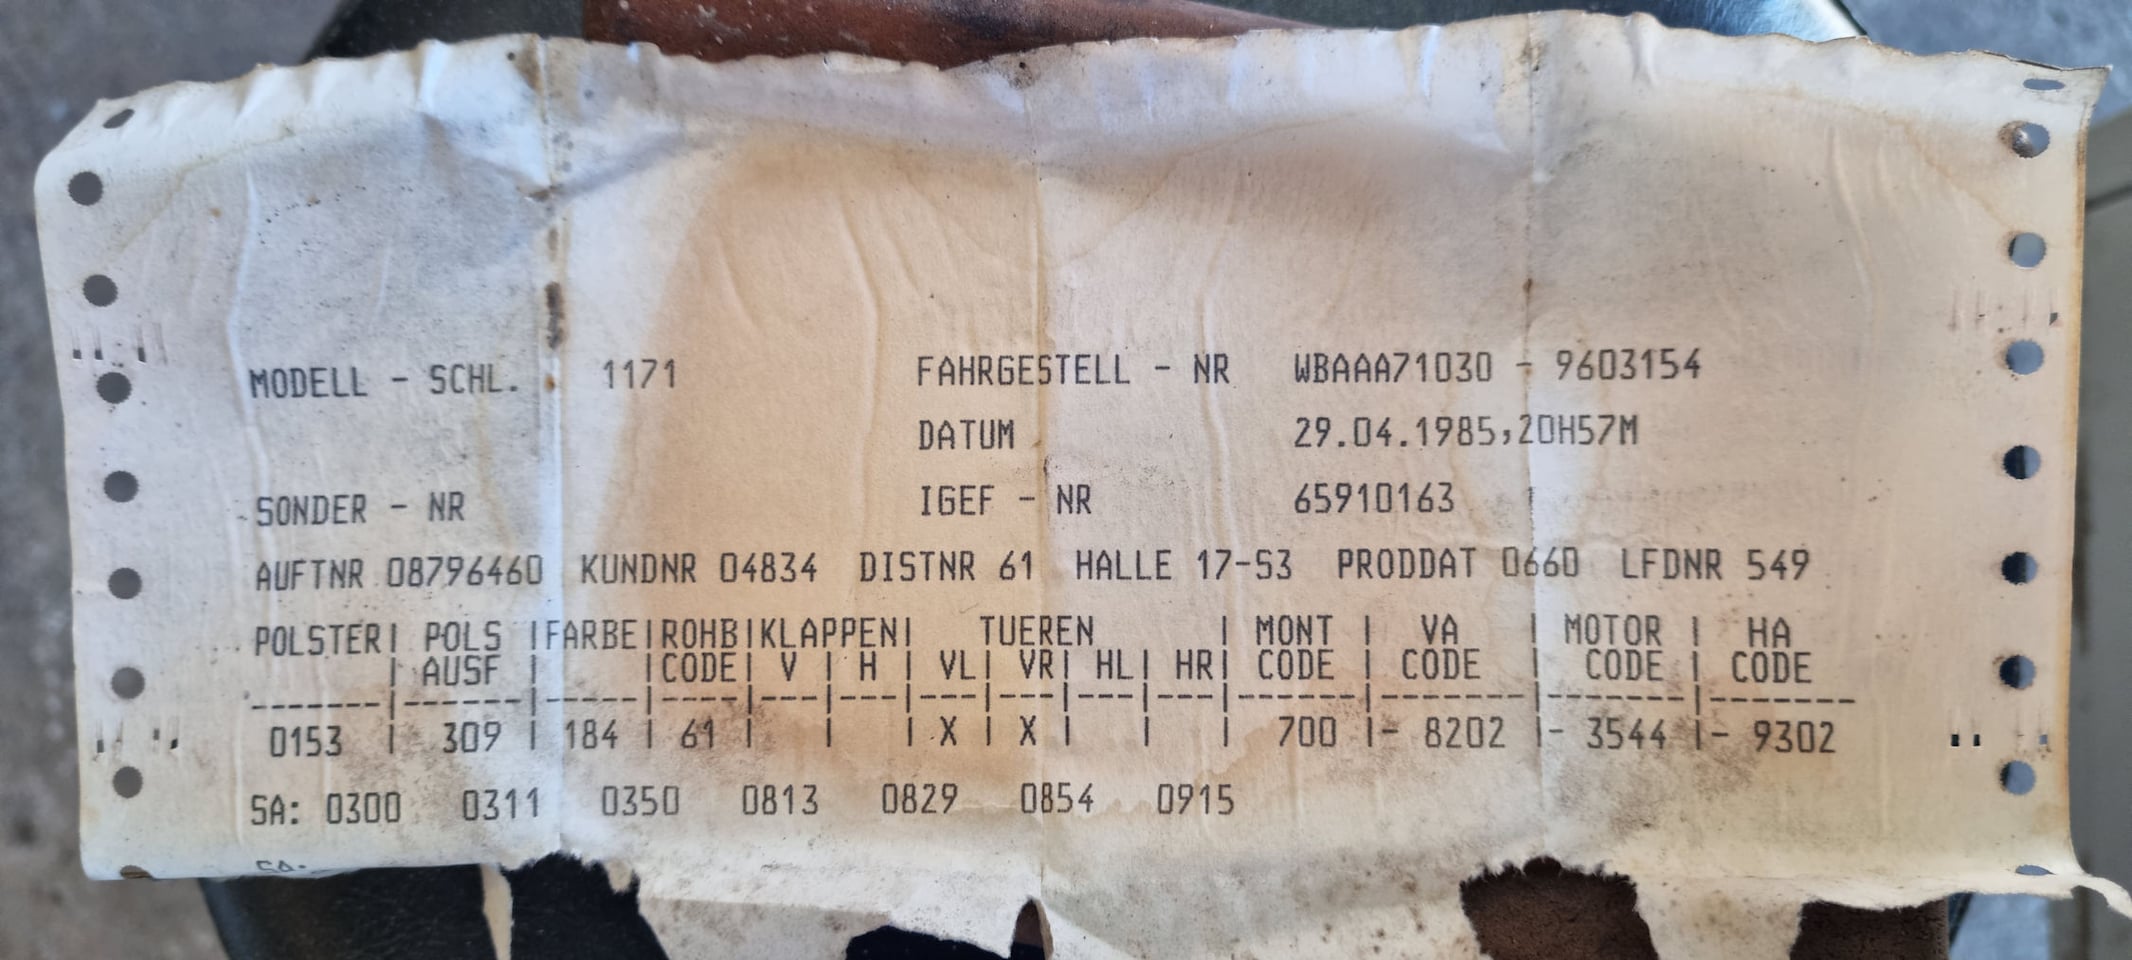 MODELL - SCHL. 1171 FAHRGESTELL - NR WBAAA71030 - 9603154
DATUM 29.04.1985,20H57M
SONDER - NR IGEF - NR 65910163
AUFTNR 08796460 KUNDNR 04834 DISTNR 61 HALLE 17-53 PRODDAT 0660 LFDNR 549
POLSTER| POLS |FARBE|ROHB|KLAPPEN| TUEREN | MONT | VA | MOTOR | HA
| AUSF | |CODE| V | H | VL| VR| HL| HR| CODE | CODE | CODE | CODE
-------|-------|-----|----|---|---|---|---|---|---|-------|-------|-------|-------
0153 | 309 | 184 | 61 | | | X | X | | | 700 |- 8202 |- 3544 |- 9302
SA: 0300 0311 0350 0813 0829 0854 0915